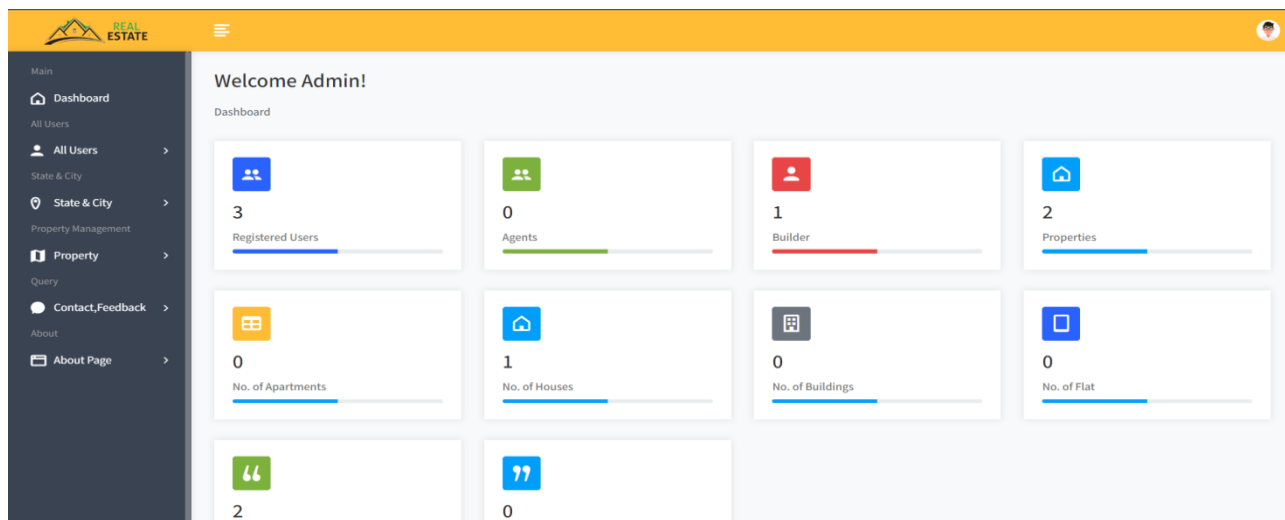 REAL
ESTATE
Main
Dashboard
All Users
All Users
State & City
State & City
Property Management
Property
Query
Contact,Feedback
About
About Page
Welcome Admin!
Dashboard
3
Registered Users
0
Agents
1
Builder
2
Properties
0
No. of Apartments
1
No. of Houses
0
No. of Buildings
0
No. of Flat
2
0